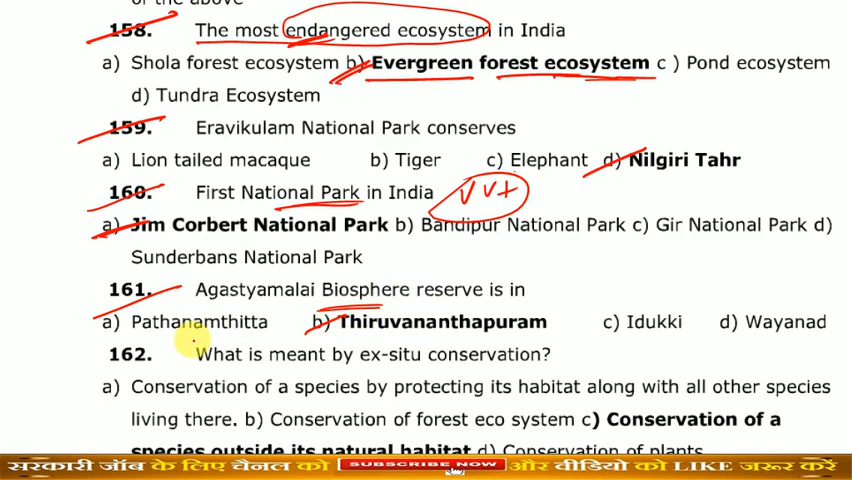 of the above
158. The most endangered ecosystem in India
a) Shola forest ecosystem b) Evergreen forest ecosystem c ) Pond ecosystem
d) Tundra Ecosystem
159. Eravikulam National Park conserves
a) Lion tailed macaque b) Tiger c) Elephant d) Nilgiri Tahr
160. First National Park in India
a) Jim Corbert National Park b) Bandipur National Park c) Gir National Park d)
Sunderbans National Park
161. Agastyamalai Biosphere reserve is in
a) Pathanamthitta b) Thiruvananthapuram c) Idukki d) Wayanad
162. What is meant by ex-situ conservation?
a) Conservation of a species by protecting its habitat along with all other species
living there. b) Conservation of forest eco system c) Conservation of a
species outside its natural habitat d) Conservation of plants
सरकारी जॉब के लिए चैनल को SUBSCRIBE NOW और वीडियो को LIKE जरूर करें